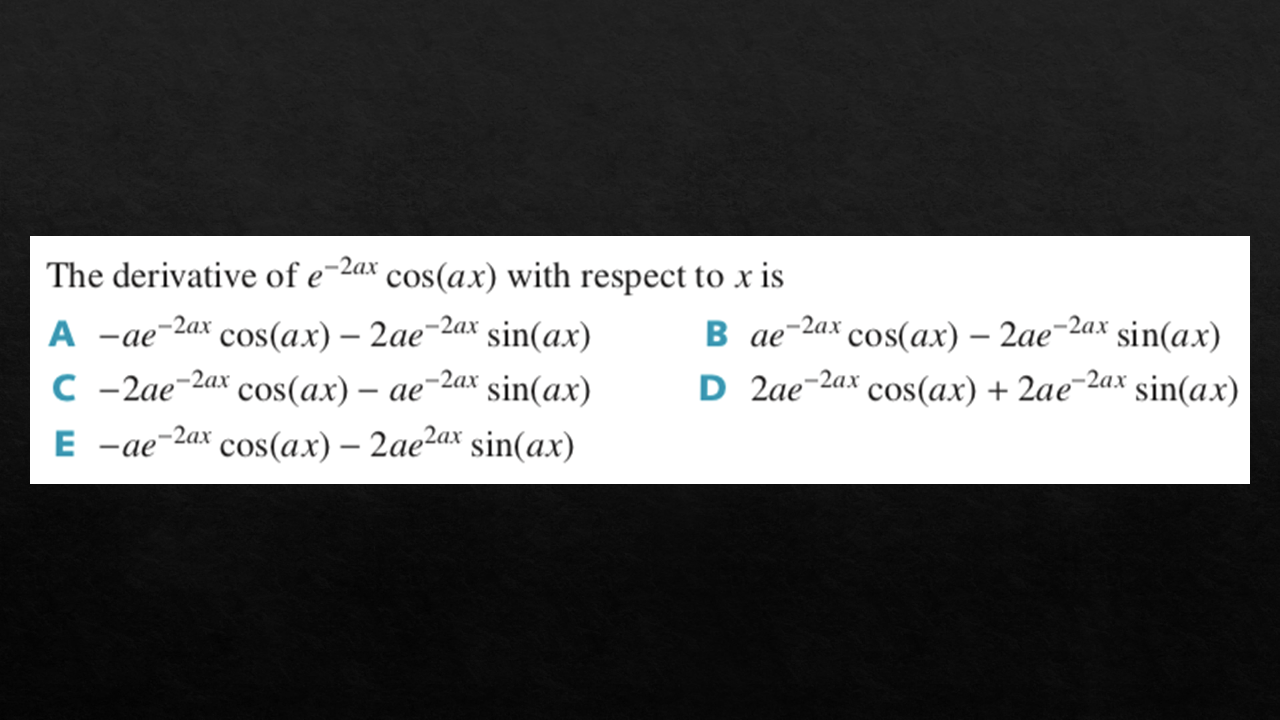 The derivative of e⁻²ᵃˣ cos(ax) with respect to x is
A −ae⁻²ᵃˣ cos(ax) − 2ae⁻²ᵃˣ sin(ax) B ae⁻²ᵃˣ cos(ax) − 2ae⁻²ᵃˣ sin(ax)
C −2ae⁻²ᵃˣ cos(ax) − ae⁻²ᵃˣ sin(ax) D 2ae⁻²ᵃˣ cos(ax) + 2ae⁻²ᵃˣ sin(ax)
E −ae⁻²ᵃˣ cos(ax) − 2ae²ᵃˣ sin(ax)